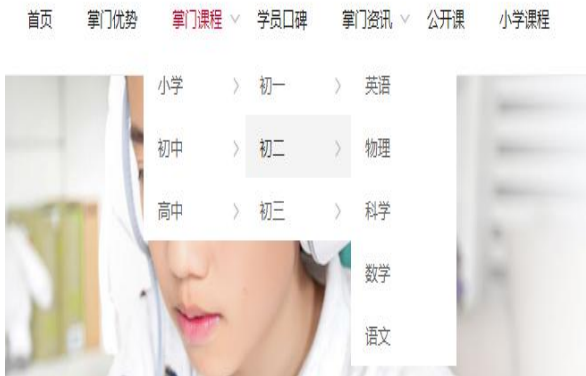 首页 掌门优势 掌门课程 学员口碑 掌门资讯 公开课 小学课程
小学 初一 英语
初中 初二 物理
高中 初三 科学
数学
语文